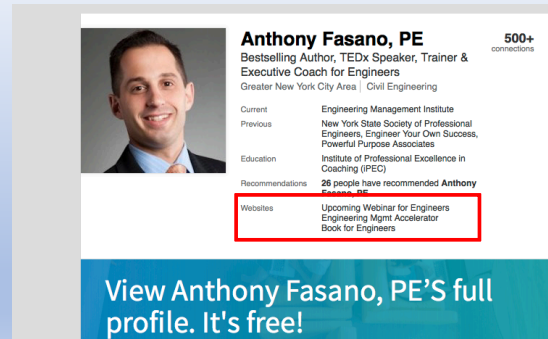 Anthony Fasano, PE
500+
connections
Bestselling Author, TEDx Speaker, Trainer &
Executive Coach for Engineers
Greater New York City Area | Civil Engineering
Current Engineering Management Institute
Previous New York State Society of Professional
Engineers, Engineer Your Own Success,
Powerful Purpose Associates
Education Institute of Professional Excellence in
Coaching (iPEC)
Recommendations 26 people have recommended Anthony
Fasano, PE
Websites Upcoming Webinar for Engineers
Engineering Mgmt Accelerator
Book for Engineers
View Anthony Fasano, PE’S full
profile. It's free!